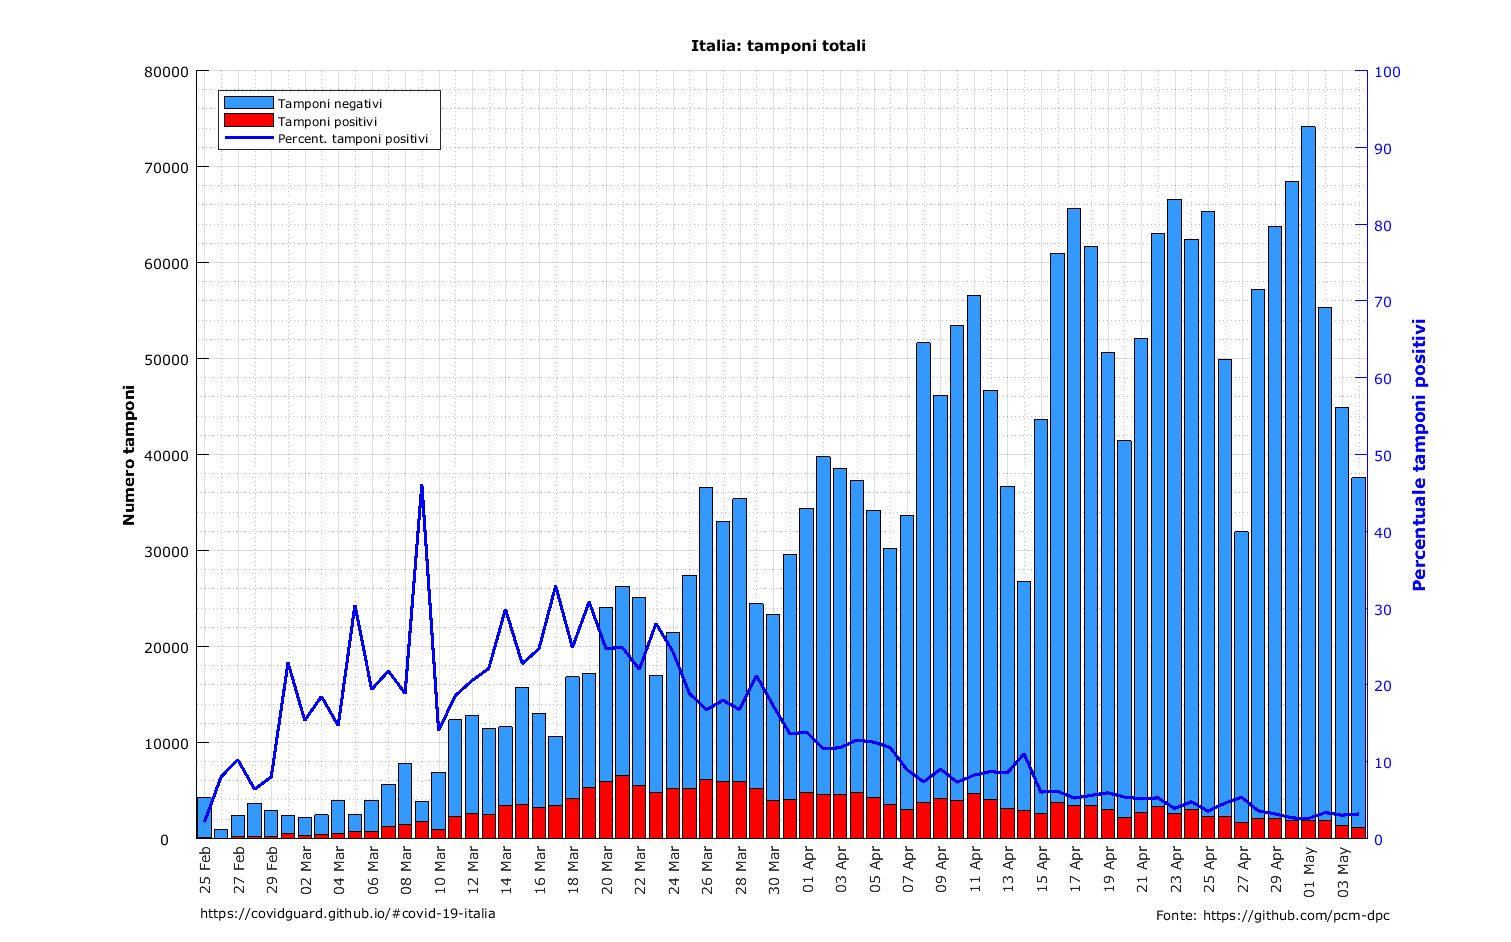 Italia: tamponi totali
Tamponi negativi
Tamponi positivi
Percent. tamponi positivi
Numero tamponi
80000
70000
60000
50000
40000
30000
20000
10000
0
Percentuale tamponi positivi
100
90
80
70
60
50
40
30
20
10
0
25 Feb
27 Feb
29 Feb
02 Mar
04 Mar
06 Mar
08 Mar
10 Mar
12 Mar
14 Mar
16 Mar
18 Mar
20 Mar
22 Mar
24 Mar
26 Mar
28 Mar
30 Mar
01 Apr
03 Apr
05 Apr
07 Apr
09 Apr
11 Apr
13 Apr
15 Apr
17 Apr
19 Apr
21 Apr
23 Apr
25 Apr
27 Apr
29 Apr
01 May
03 May
https://covidguard.github.io/#covid-19-italia
Fonte: https://github.com/pcm-dpc